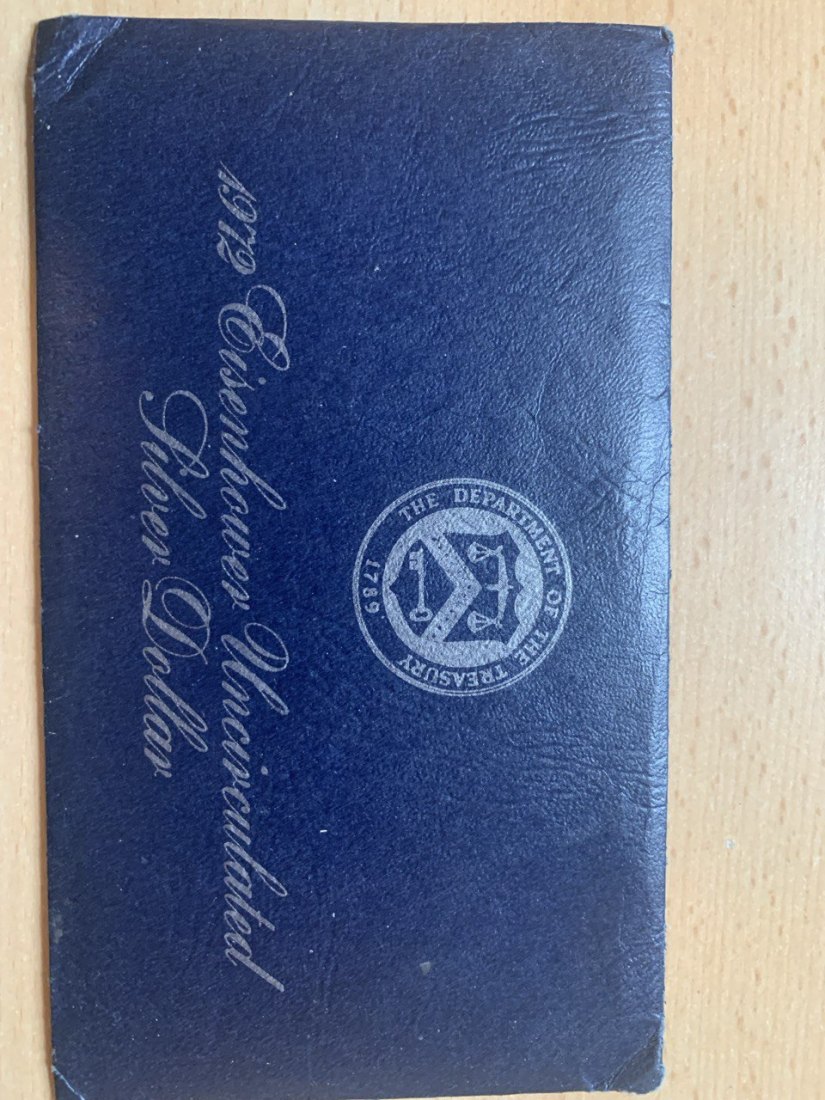 THE DEPARTMENT OF THE TREASURY
1789
1972 Eisenhower Uncirculated
Silver Dollar